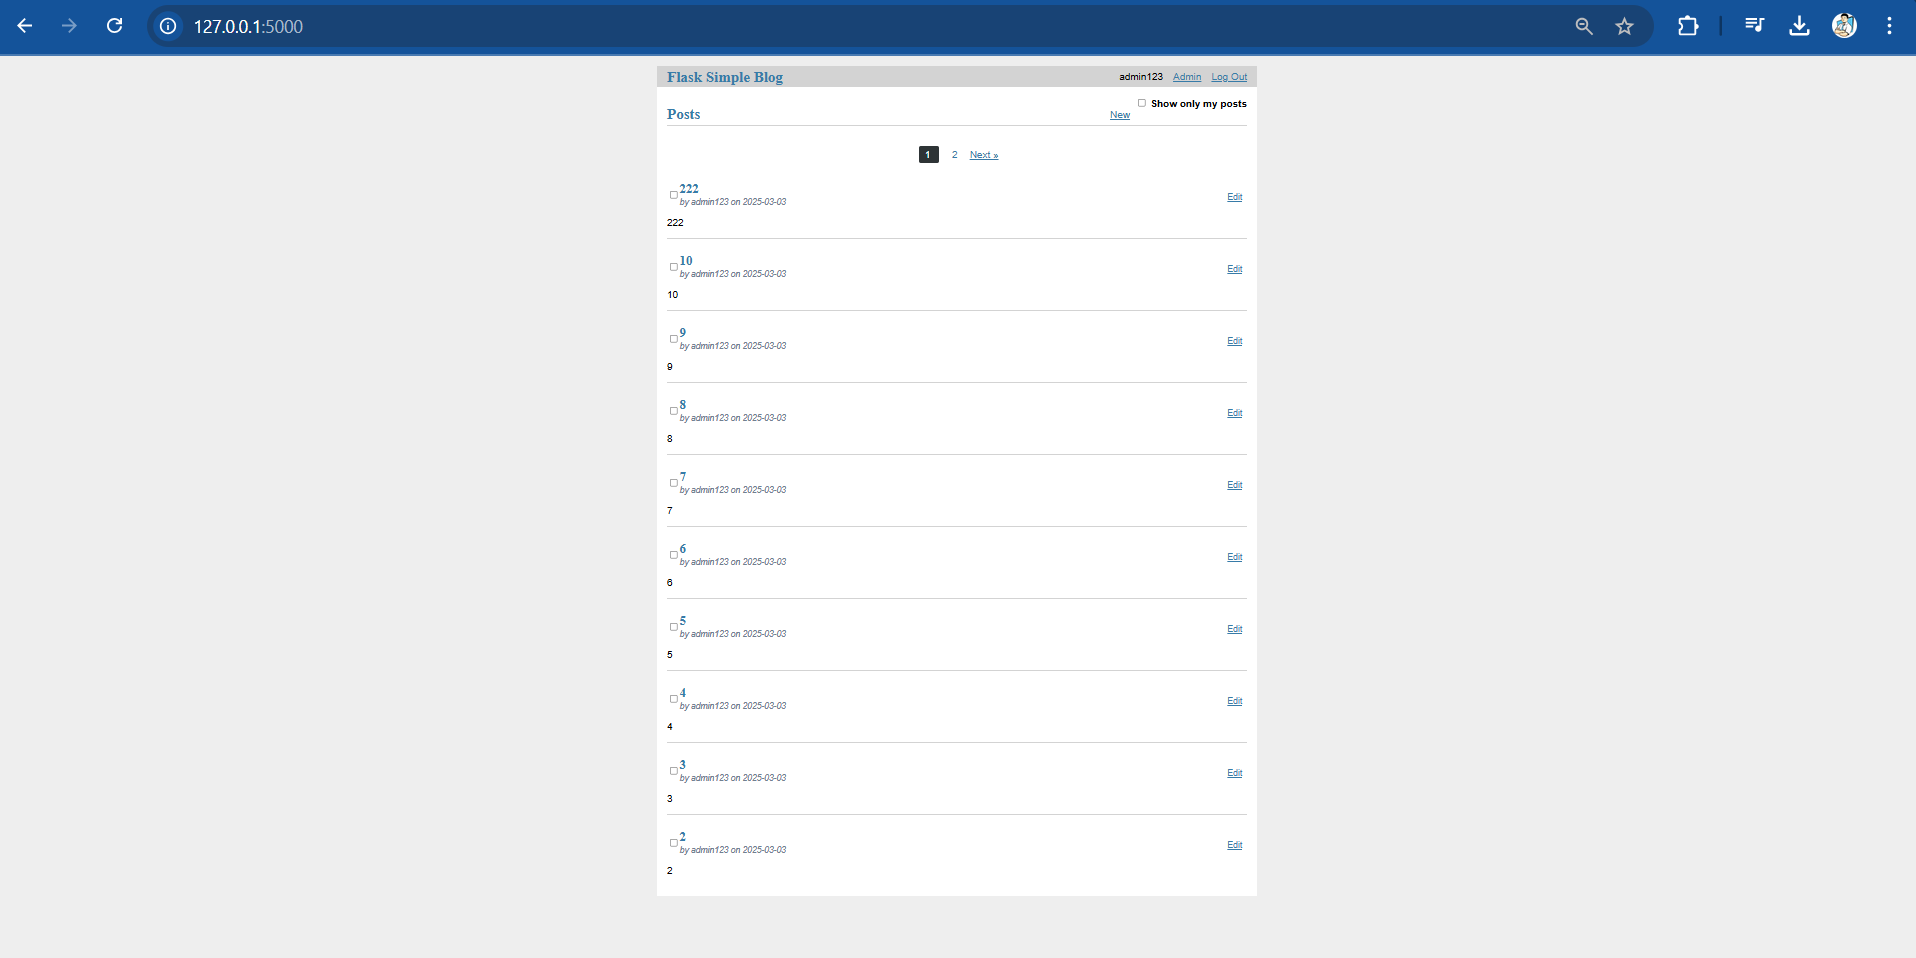 127.0.0.1:5000
Flask Simple Blog admin123 Admin Log Out
Show only my posts
Posts New
1 2 Next »
222
by admin123 on 2025-03-03 Edit
222
10
by admin123 on 2025-03-03 Edit
10
9
by admin123 on 2025-03-03 Edit
9
8
by admin123 on 2025-03-03 Edit
8
7
by admin123 on 2025-03-03 Edit
7
6
by admin123 on 2025-03-03 Edit
6
5
by admin123 on 2025-03-03 Edit
5
4
by admin123 on 2025-03-03 Edit
4
3
by admin123 on 2025-03-03 Edit
3
2
by admin123 on 2025-03-03 Edit
2